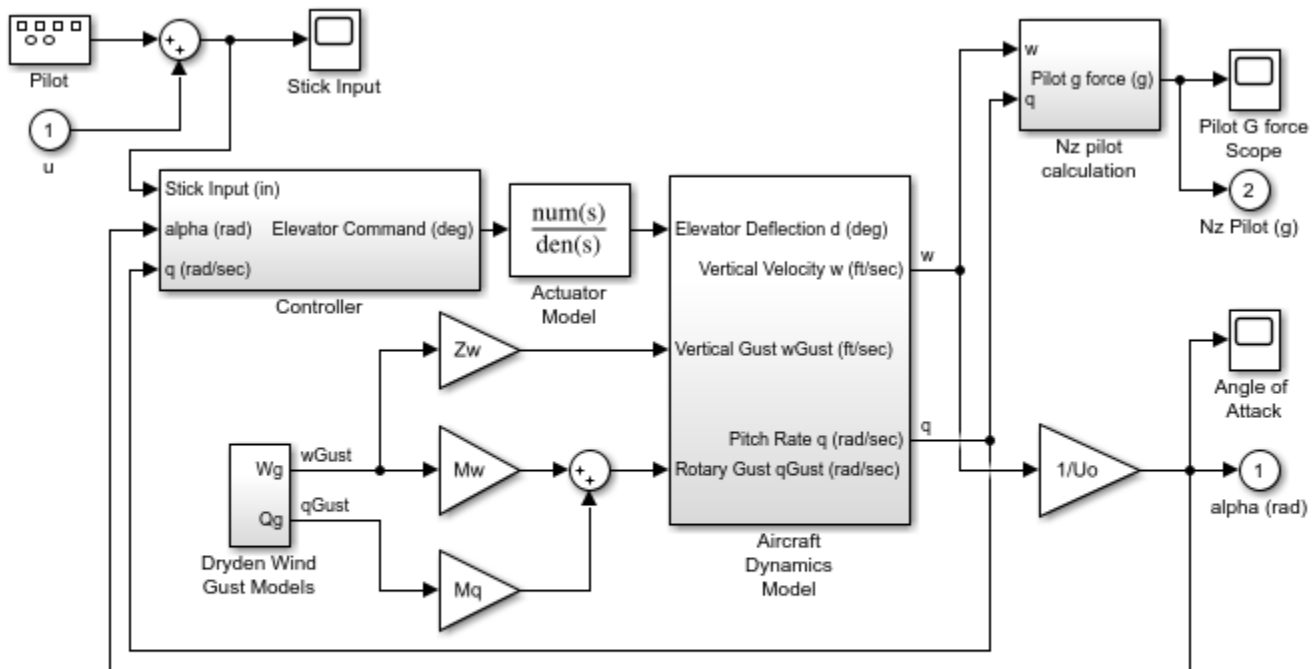 Pilot
+
+
Stick Input
1
u
w
Pilot g force (g)
q
Nz pilot
calculation
Pilot G force
Scope
2
Nz Pilot (g)
Stick Input (in)
alpha (rad)
Elevator Command (deg)
q (rad/sec)
Controller
num(s)
den(s)
Actuator
Model
Elevator Deflection d (deg)
Vertical Velocity w (ft/sec)
Vertical Gust wGust (ft/sec)
Pitch Rate q (rad/sec)
Rotary Gust qGust (rad/sec)
Aircraft
Dynamics
Model
w
q
Zw
Mw
Mq
+
+
Wg
Qg
wGust
qGust
Dryden Wind
Gust Models
1/Uo
Angle of
Attack
1
alpha (rad)